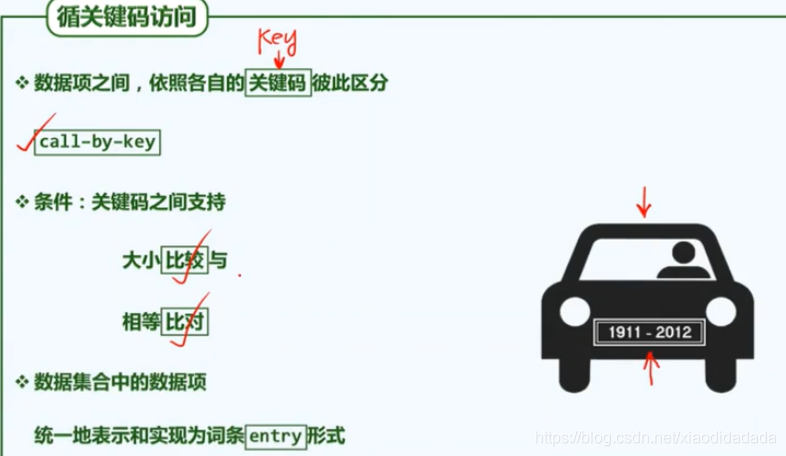 循关键码访问
Key
❖ 数据项之间，依照各自的关键码彼此区分
call-by-key
❖ 条件：关键码之间支持
大小比较与
相等比对
1911 - 2012
❖ 数据集合中的数据项
统一地表示和实现为词条entry形式
https://blog.csdn.net/xiaodidadada